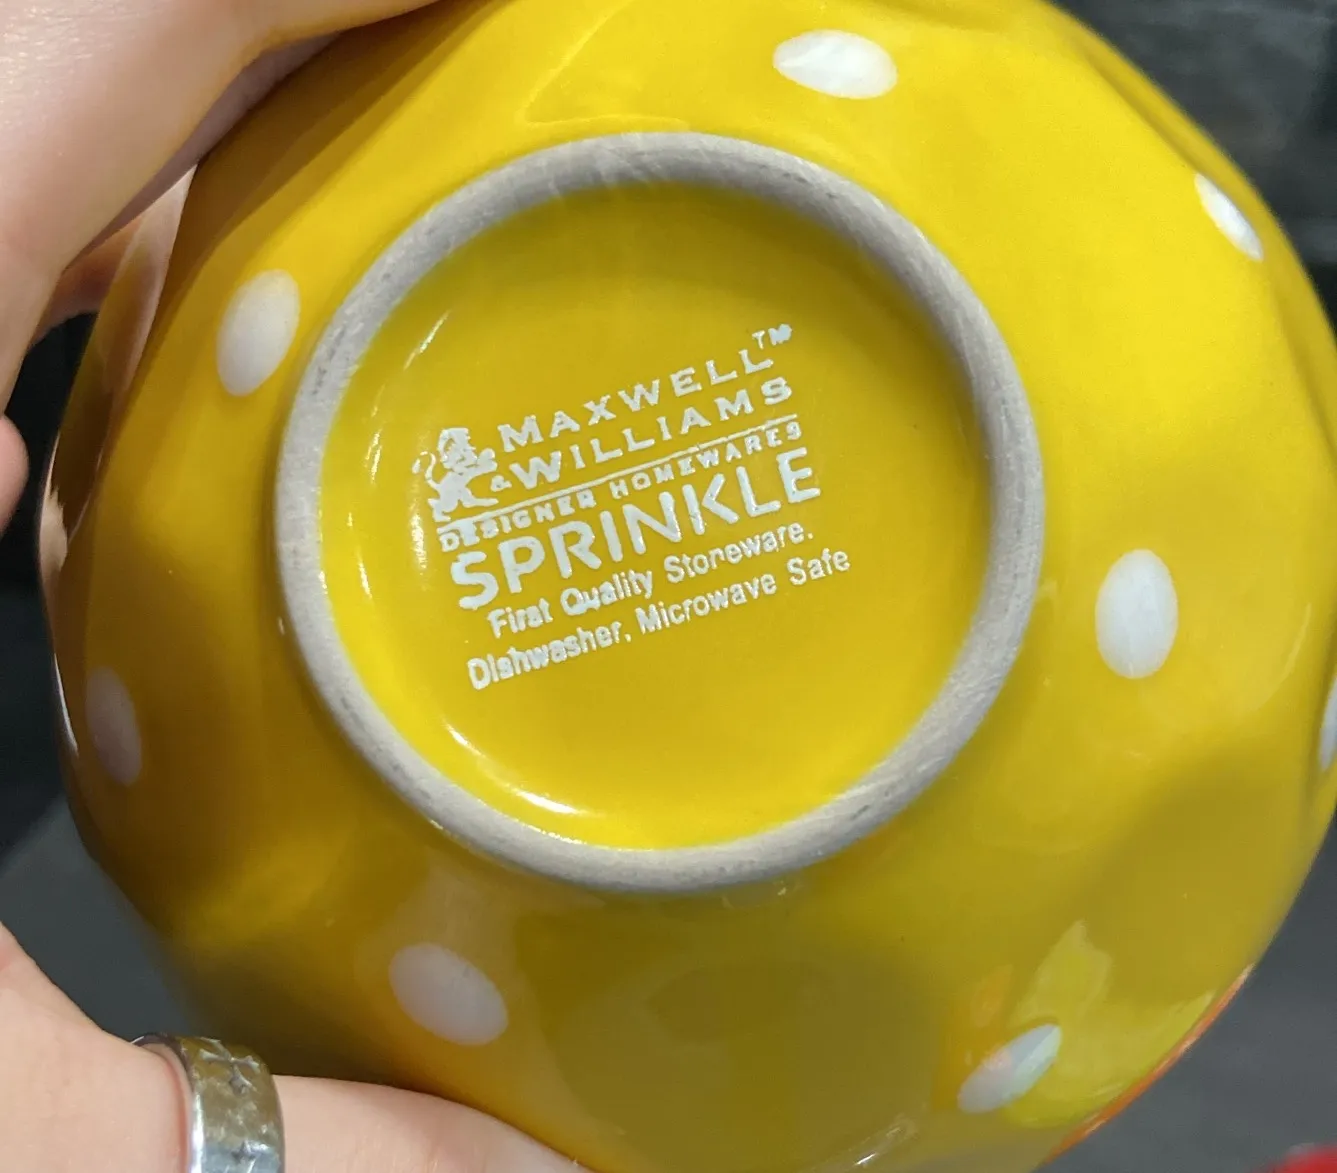 MAXWELL™
& WILLIAMS
DESIGNER HOMEWARES
SPRINKLE
First Quality Stoneware.
Dishwasher, Microwave Safe